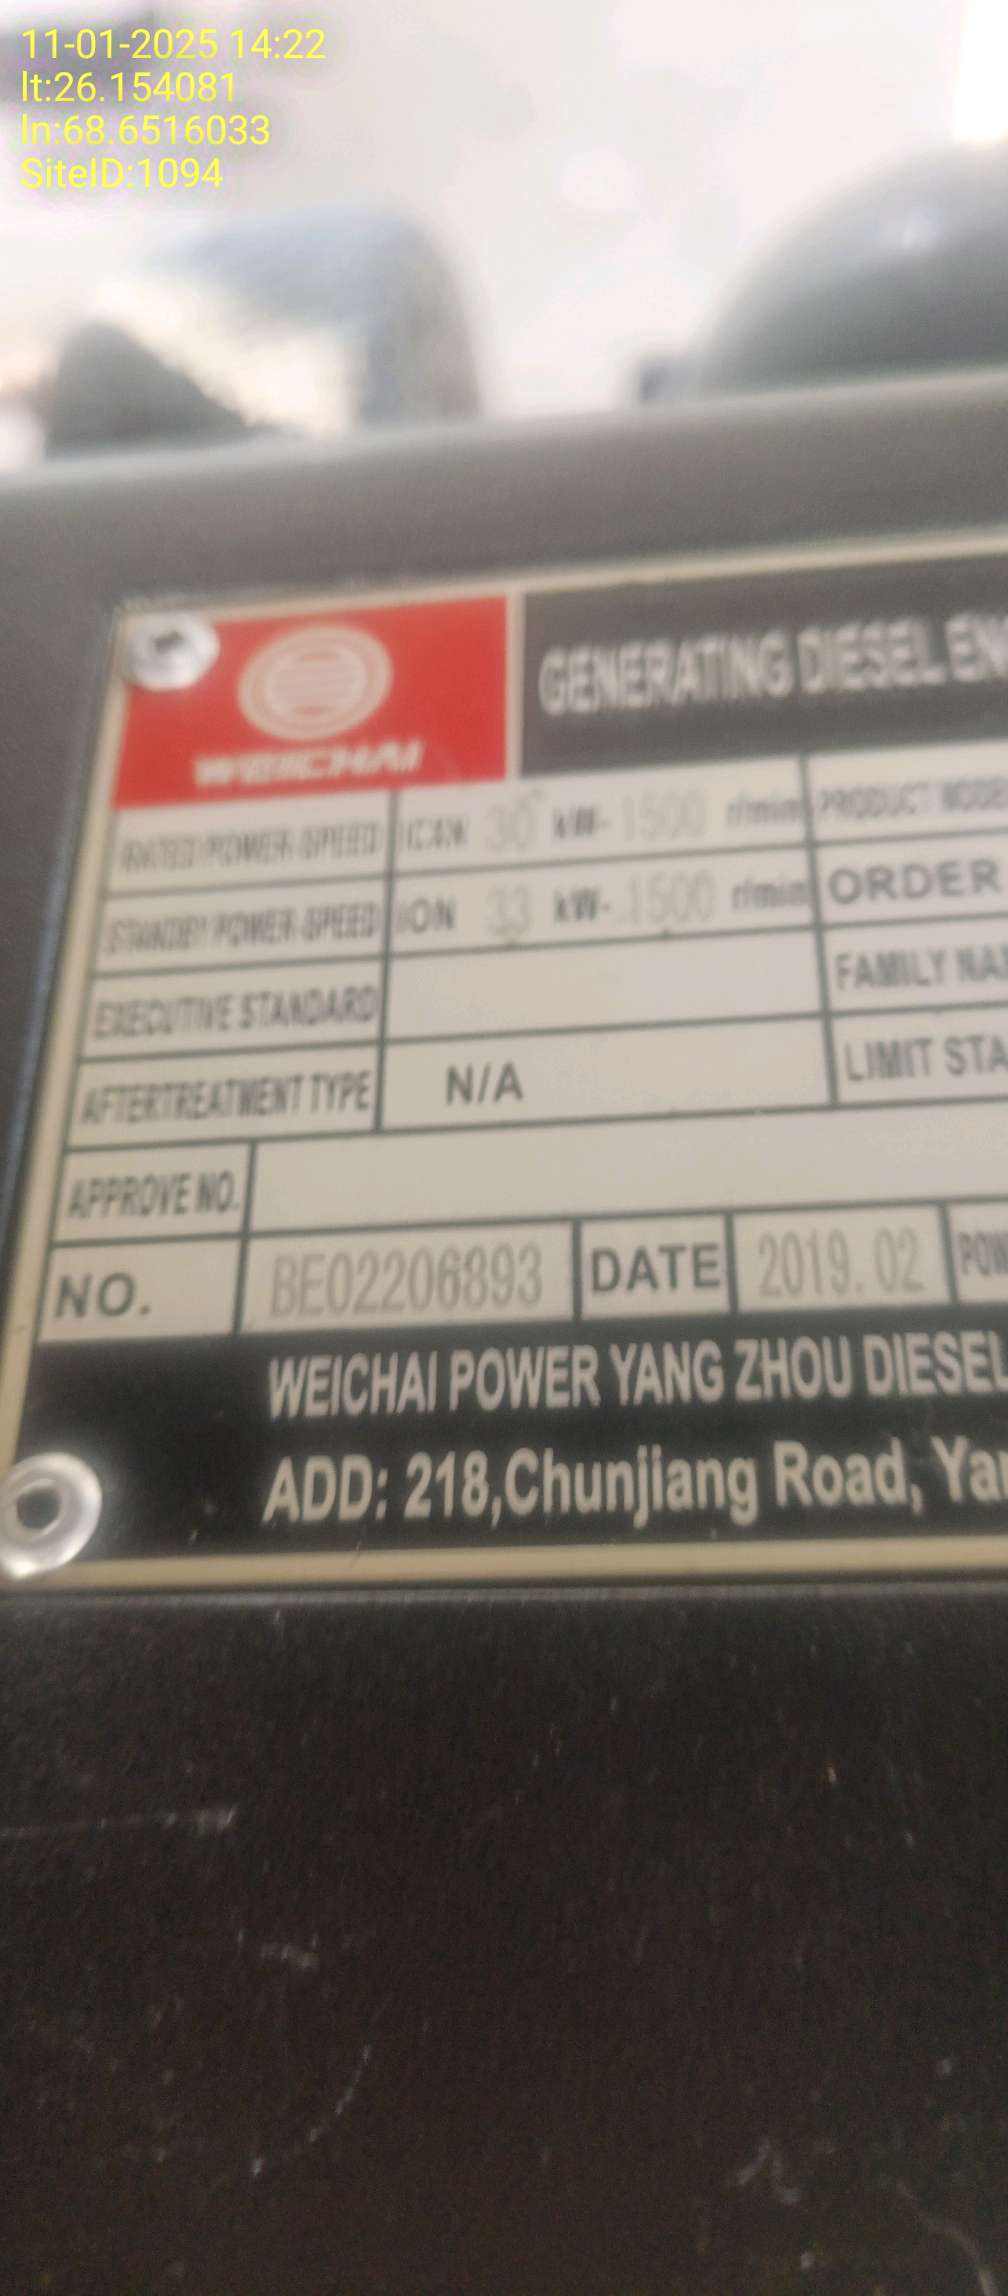 11-01-2025 14:22
lt:26.154081
ln:68.6516033
SiteID:1094
WEICHAI
GENERATING DIESEL EN
RATED POWER-SPEED ICXN 30 kW- 1500 r/min PRODUCT MODE
STANDBY POWER-SPEED ION 33 kW- 1500 r/min ORDER
EXECUTIVE STANDARD FAMILY NA
AFTERTREATMENT TYPE N/A LIMIT STA
APPROVE NO.
NO. BE02206893 DATE 2019.02 POW
WEICHAI POWER YANG ZHOU DIESEL
ADD: 218,Chunjiang Road, Yan